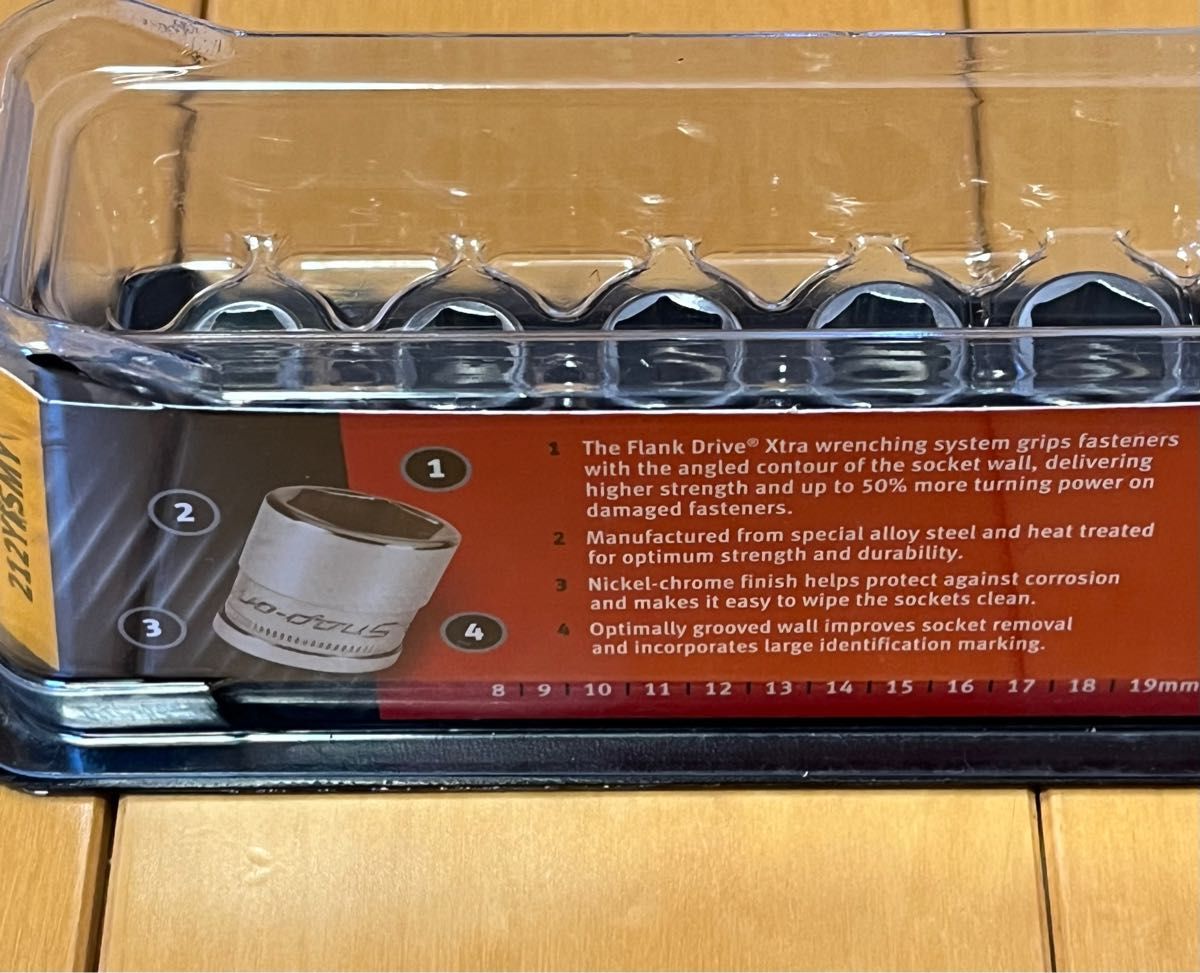 212YXSMY
1
2
3
4
Snap-on
1 The Flank Drive® Xtra wrenching system grips fasteners
with the angled contour of the socket wall, delivering
higher strength and up to 50% more turning power on
damaged fasteners.
2 Manufactured from special alloy steel and heat treated
for optimum strength and durability.
3 Nickel-chrome finish helps protect against corrosion
and makes it easy to wipe the sockets clean.
4 Optimally grooved wall improves socket removal
and incorporates large identification marking.
8 | 9 | 10 | 11 | 12 | 13 | 14 | 15 | 16 | 17 | 18 | 19mm